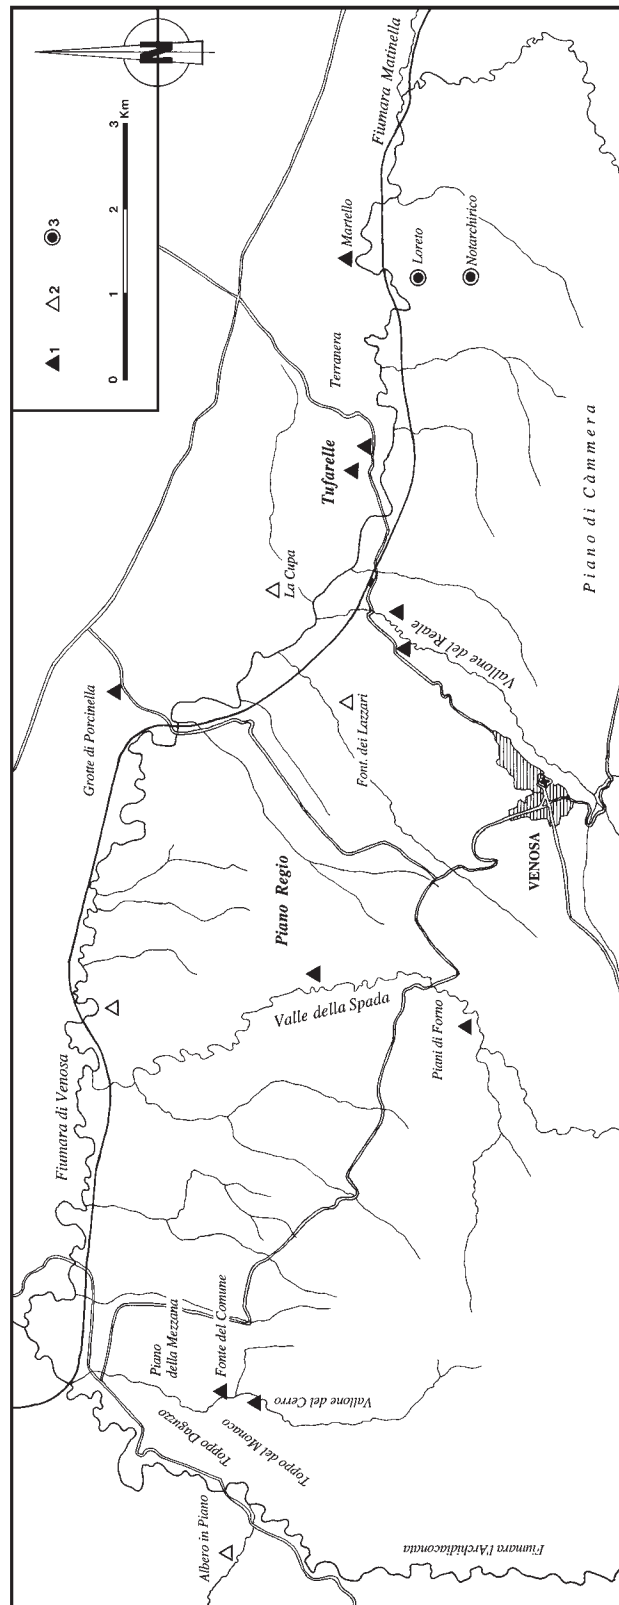 N
1
2
3
0
1
2
3 Km
Fiumara Matinella
Martello
Loreto
Notarchirico
Terranera
Tufarelle
La Cupa
Piano di Càmmera
Vallone del Reale
Grotte di Porcinella
Font. dei Lazzari
VENOSA
Piano Regio
Valle della Spada
Piani di Forno
Fiumara di Venosa
Piano
della Mezzana
Fonte del Comune
Vallone del Cerro
Toppo Daguzzo
Toppo del Monaco
Albero in Piano
Fiumara l'Archidiaconata